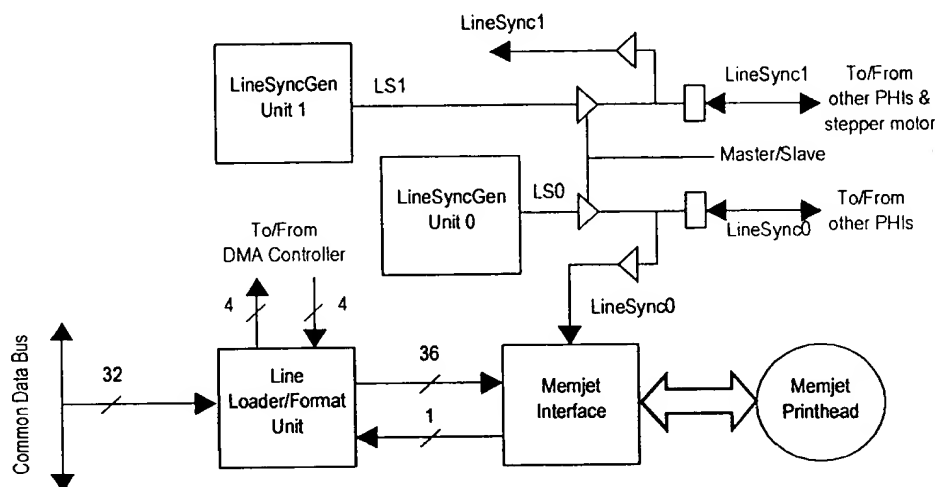 LineSync1
LineSyncGen
Unit 1
LS1
LineSync1
To/From
other PHIs &
stepper motor
Master/Slave
LineSyncGen
Unit 0
LS0
LineSync0
To/From
other PHIs
To/From
DMA Controller
4
4
LineSync0
Common Data Bus
32
Line
Loader/Format
Unit
36
1
Memjet
Interface
Memjet
Printhead